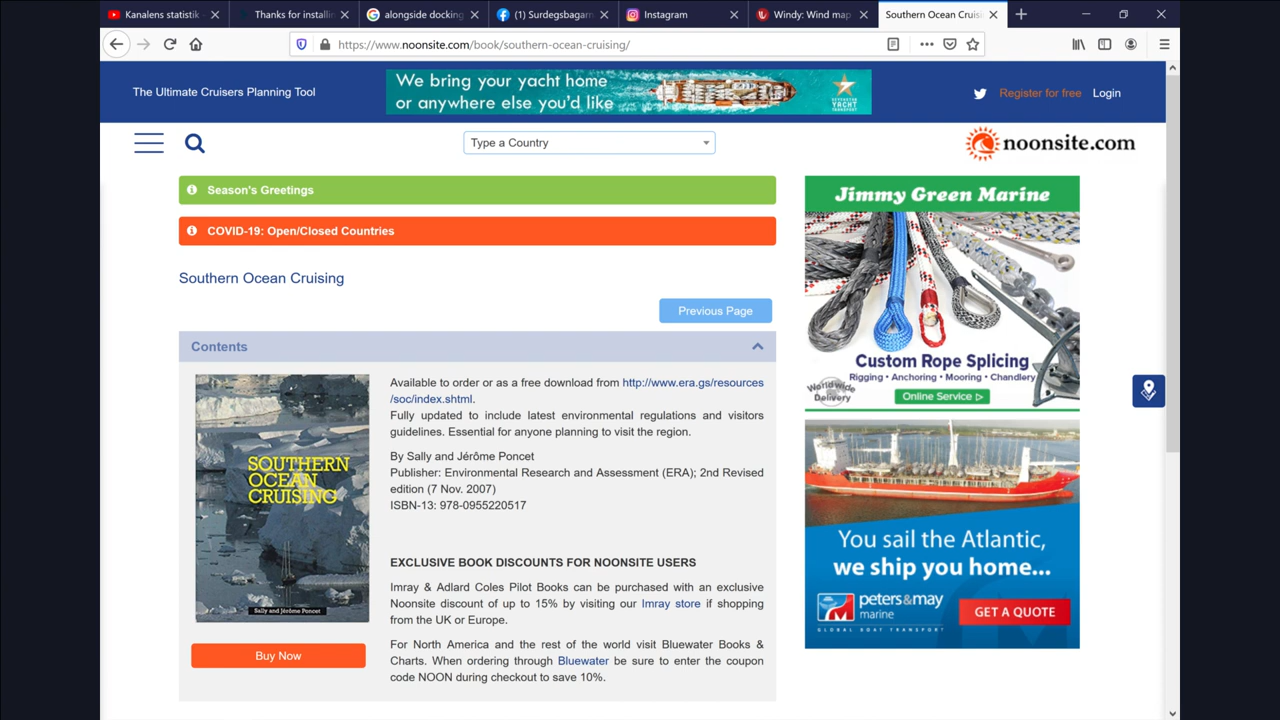 Kanalens statistik -
Thanks for installin
alongside docking
(1) Surdegsbagarn
Instagram
Windy: Wind map
Southern Ocean Cruisi
https://www.noonsite.com/book/southern-ocean-cruising/
The Ultimate Cruisers Planning Tool
We bring your yacht home
or anywhere else you'd like
SEVENSTAR
YACHT
TRANSPORT
Register for free
Login
Type a Country
noonsite.com
Season's Greetings
COVID-19: Open/Closed Countries
Southern Ocean Cruising
Previous Page
Contents
SOUTHERN
OCEAN
CRUISING
Sally and Jérôme Poncet
Buy Now
Available to order or as a free download from http://www.era.gs/resources
/soc/index.shtml.
Fully updated to include latest environmental regulations and visitors
guidelines. Essential for anyone planning to visit the region.
By Sally and Jérôme Poncet
Publisher: Environmental Research and Assessment (ERA); 2nd Revised
edition (7 Nov. 2007)
ISBN-13: 978-0955220517
EXCLUSIVE BOOK DISCOUNTS FOR NOONSITE USERS
Imray & Adlard Coles Pilot Books can be purchased with an exclusive
Noonsite discount of up to 15% by visiting our Imray store if shopping
from the UK or Europe.
For North America and the rest of the world visit Bluewater Books &
Charts. When ordering through Bluewater be sure to enter the coupon
code NOON during checkout to save 10%.
Jimmy Green Marine
Custom Rope Splicing
Rigging • Anchoring • Mooring • Chandlery
Worldwide
Delivery
Online Service
You sail the Atlantic,
we ship you home...
peters&may
marine
GLOBAL BOAT TRANSPORT
GET A QUOTE